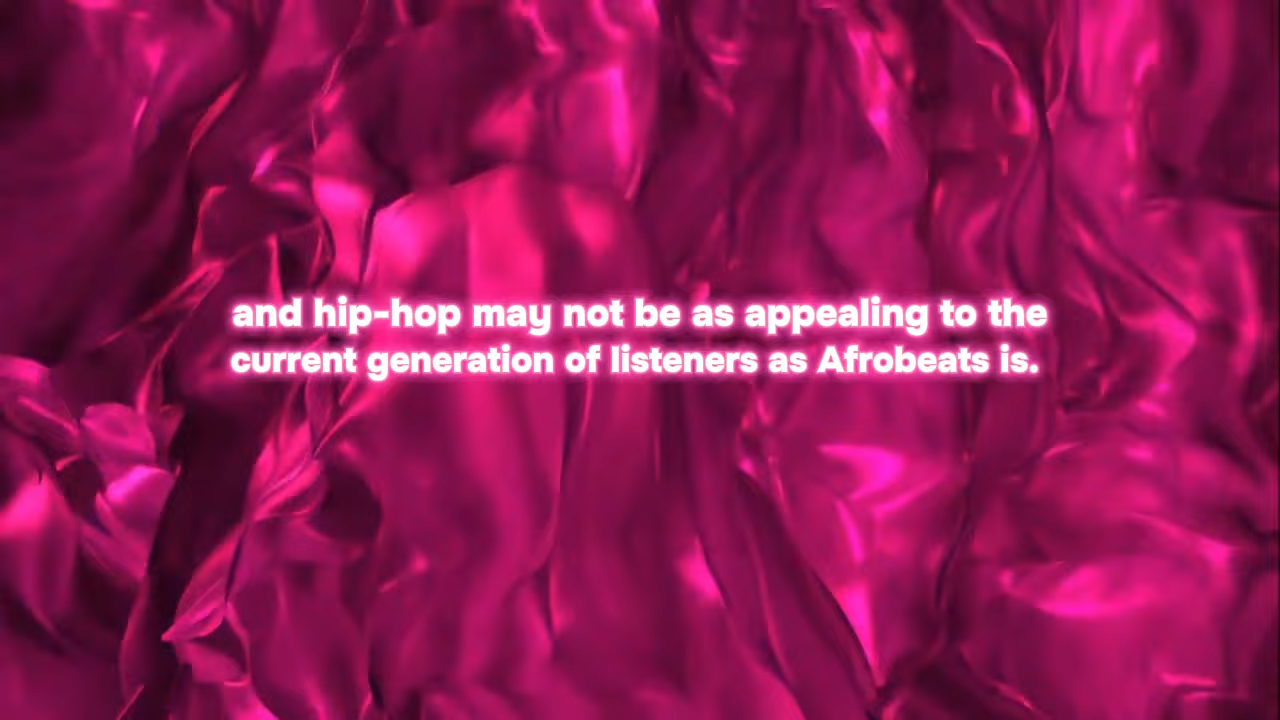 and hip-hop may not be as appealing to the
current generation of listeners as Afrobeats is.